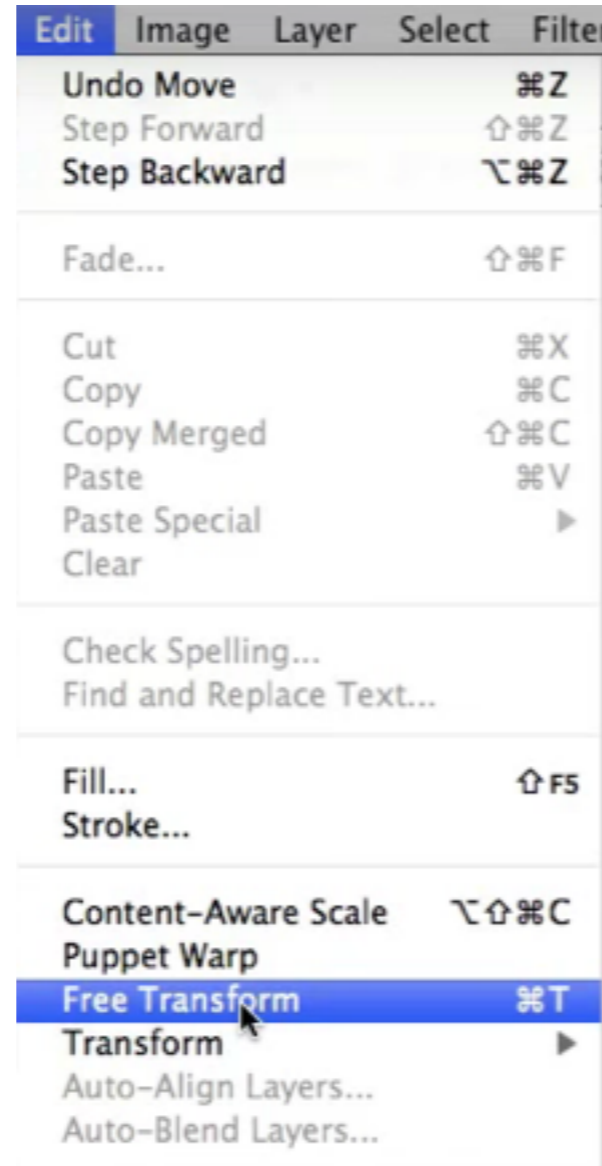 Edit Image Layer Select Filte
Undo Move ⌘Z
Step Forward ⇧⌘Z
Step Backward ⌥⌘Z
Fade... ⇧⌘F
Cut ⌘X
Copy ⌘C
Copy Merged ⇧⌘C
Paste ⌘V
Paste Special ▶
Clear
Check Spelling...
Find and Replace Text...
Fill... ⇧F5
Stroke...
Content-Aware Scale ⌥⇧⌘C
Puppet Warp
Free Transform ⌘T
Transform ▶
Auto-Align Layers...
Auto-Blend Layers...